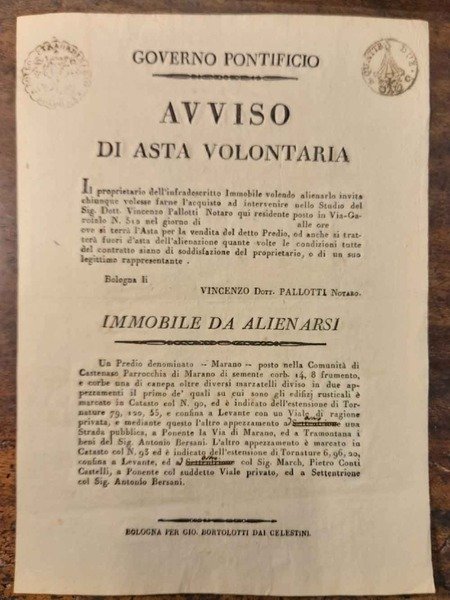 GOVERNO PONTIFICIO
AVVISO
DI ASTA VOLONTARIA
Il proprietario dell'infradescritto Immobile volendo alienarlo invita
chiunque volesse farne l'acquisto ad intervenire nello Studio del
Sig. Dott. Vincenzo Pallotti Notaro qui residente posto in Via-Ga-
rofolo N. 510 nel giorno di alle ore
ove si terrà l'Asta per la vendita del detto Predio, ed anche si trat-
terà fuori d'asta dell'alienazione quante volte le condizioni tutte
del contratto siano di soddisfazione del proprietario, o di un suo
legittimo rappresentante.
Bologna li
VINCENZO DOTT. PALLOTTI NOTARO.
IMMOBILE DA ALIENARSI
Un Predio denominato - Marano - posto nella Comunità di
Castenaso Parrocchia di Marano di semente corb. 14, 8 frumento,
e corbe una di canepa oltre diversi marzatelli diviso in due ap-
pezzamenti il primo de' quali su cui sono gli edifizj rusticali è
marcato in Catasto col N. 90, ed è indicato dell'estensione di Tor-
nature 79, 120, 55, e confina a Levante con un Viale di ragione
privata, e mediante questo l'altro appezzamento a Settentrione una
Strada pubblica, a Ponente la Via di Marano, ed a Tramontana i
beni del Sig. Antonio Bersani. L'altro appezzamento è marcato in
Catasto col N. 93 ed è indicato dell'estensione di Tornature 6, 96, 20,
confina a Levante, ed a Settentrione col Sig. March, Pietro Conti
Castelli, a Ponente col suddetto Viale privato, ed a Settentrione
col Sig. Antonio Bersani.
BOLOGNA PER GIO. BORTOLOTTI DAI CELESTINI.